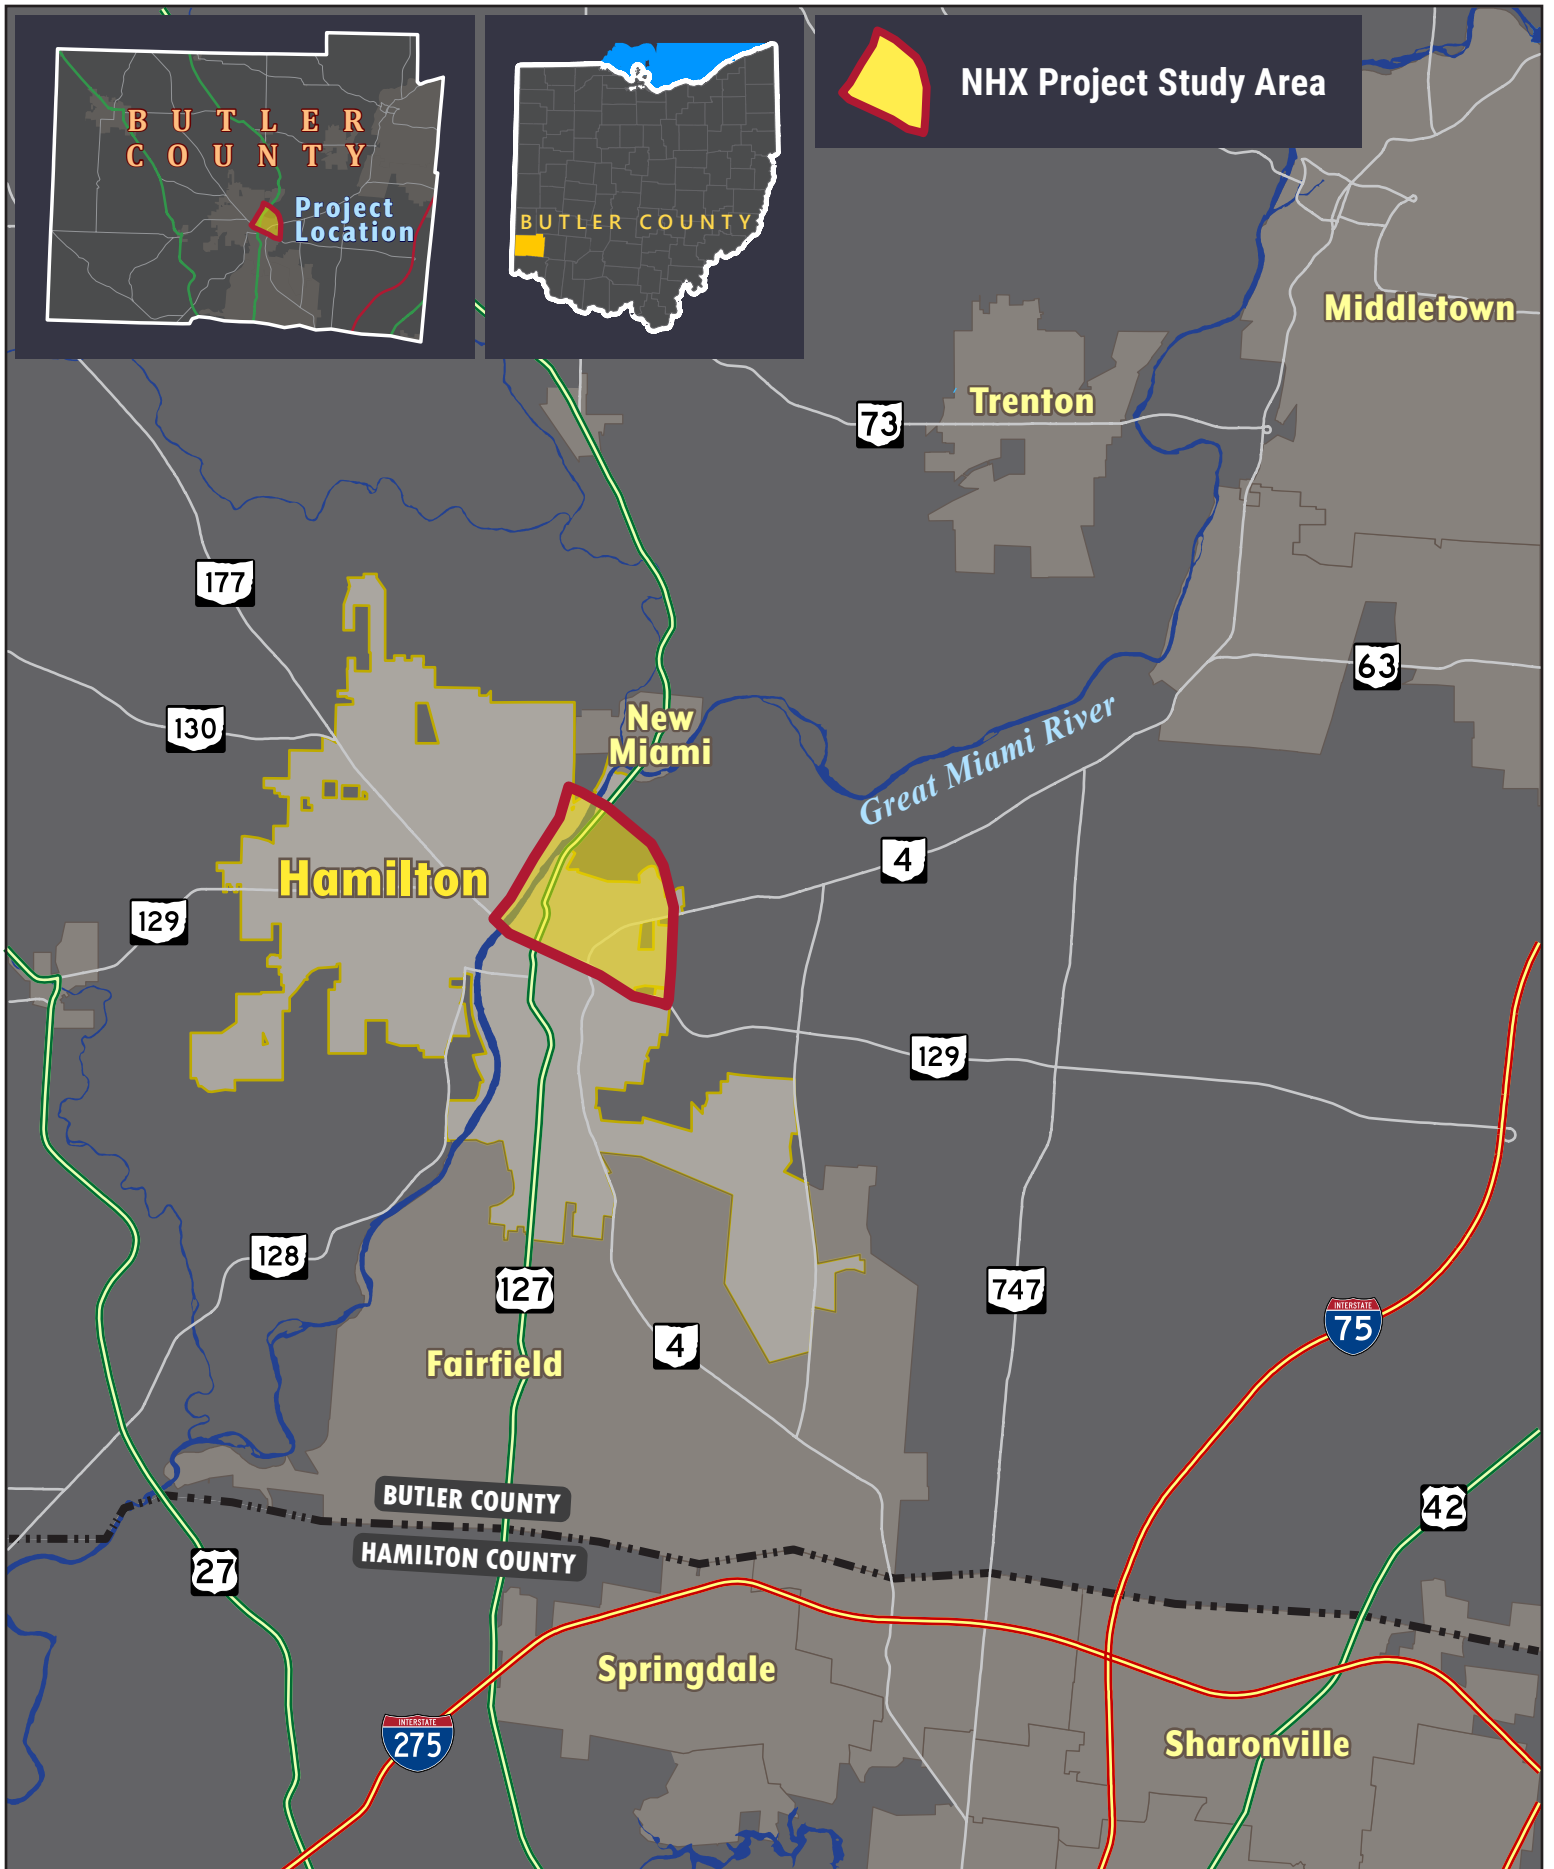 BUTLER
COUNTY
Project
Location
BUTLER COUNTY
NHX Project Study Area
Middletown
Trenton
73
177
63
130
New
Miami
Great Miami River
4
Hamilton
129
129
128
127
747
INTERSTATE
75
4
Fairfield
BUTLER COUNTY
42
HAMILTON COUNTY
27
Springdale
INTERSTATE
275
Sharonville